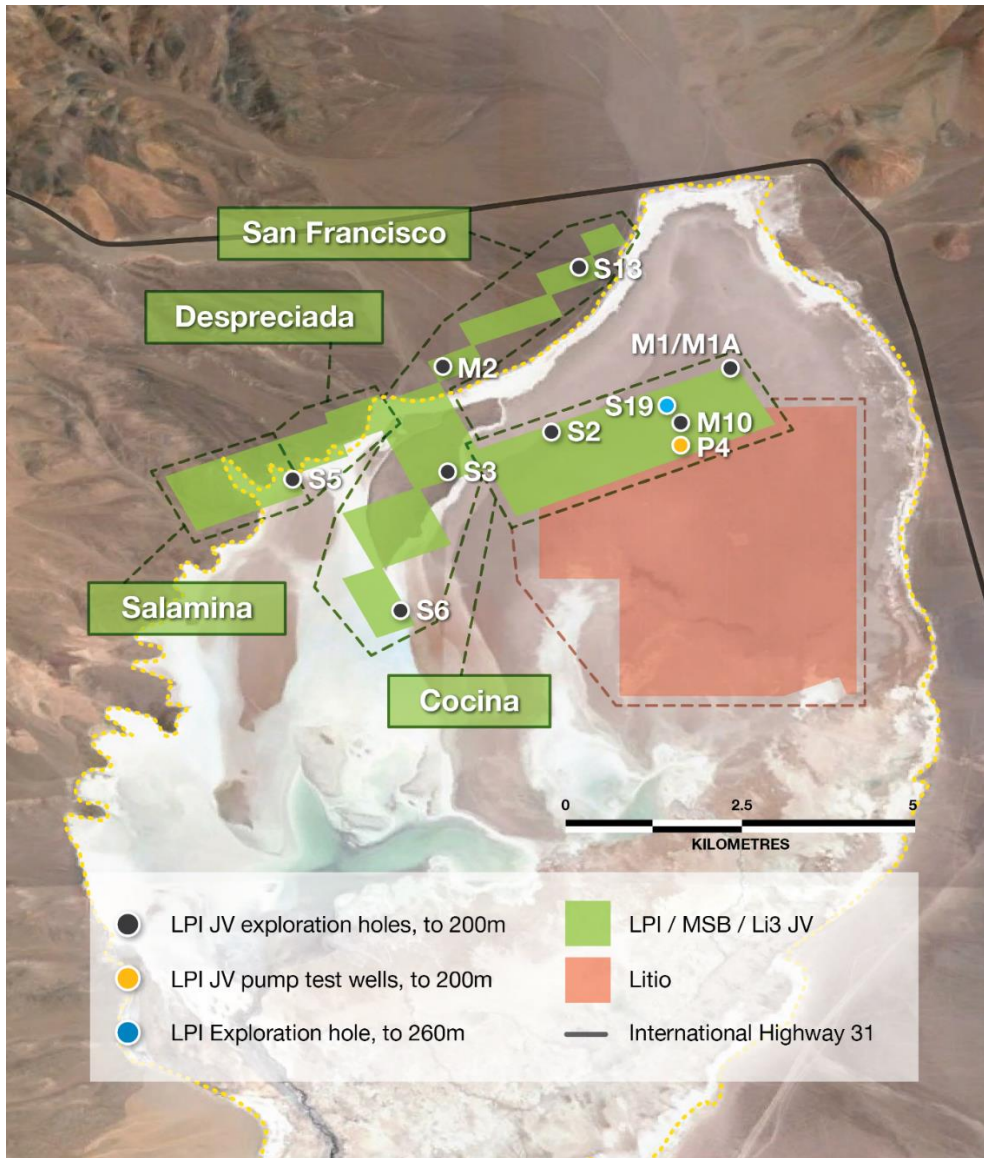 San Francisco
S13
Despreciada
M1/M1A
M2
S19
M10
S2
P4
S3
S5
Salamina
S6
Cocina
0 2.5 5
KILOMETRES
LPI JV exploration holes, to 200m
LPI / MSB / Li3 JV
LPI JV pump test wells, to 200m
Litio
LPI Exploration hole, to 260m
International Highway 31